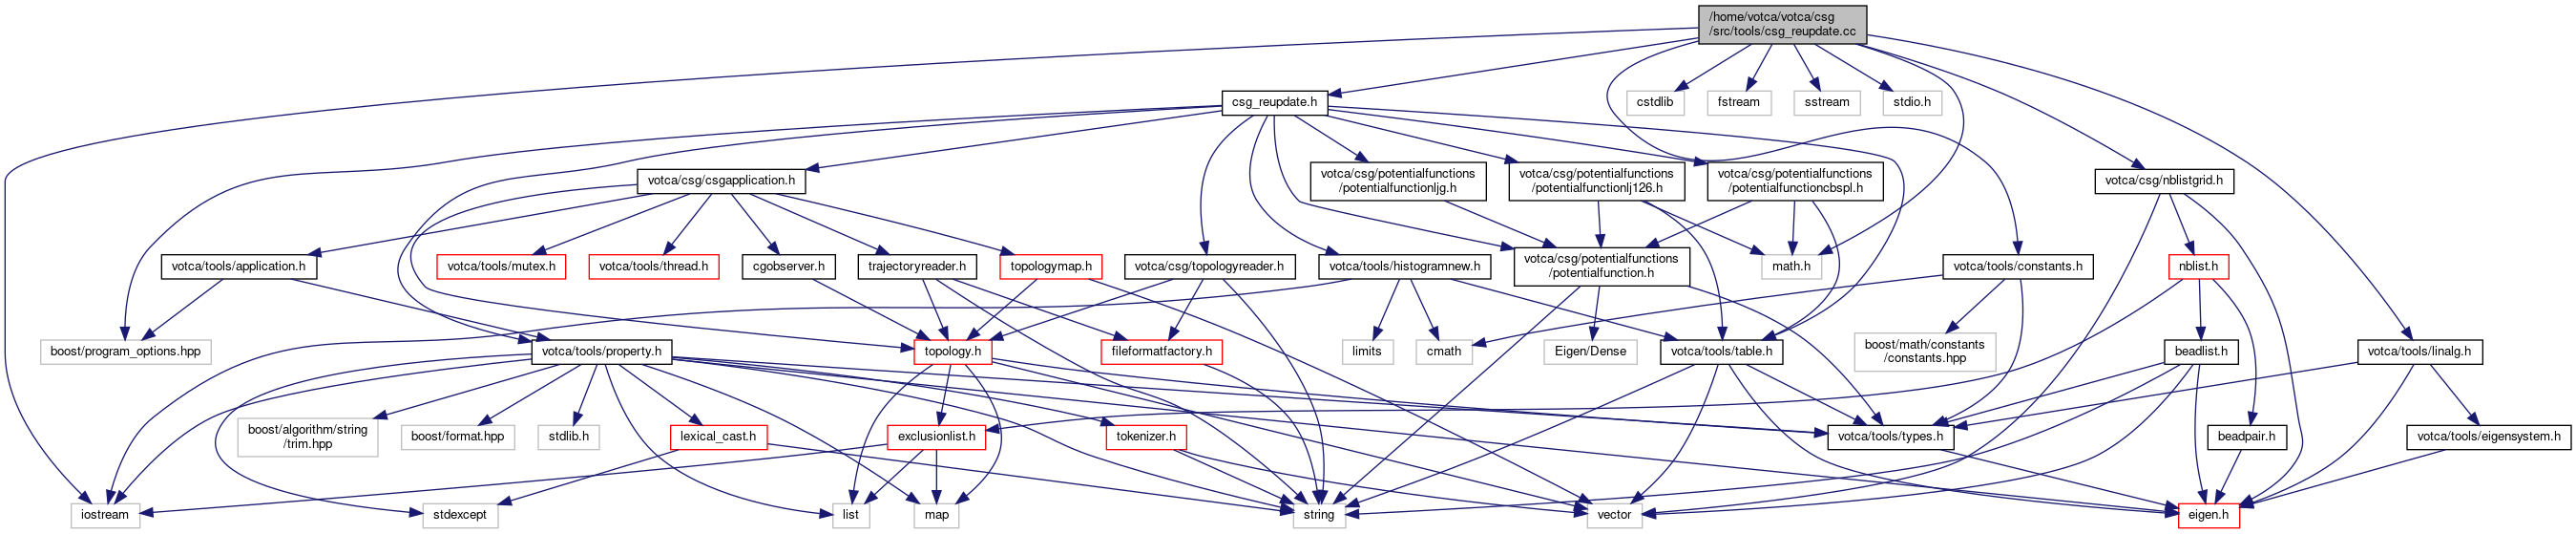 /home/votca/votca/csg
/src/tools/csg_reupdate.cc
csg_reupdate.h
cstdlib
fstream
sstream
stdio.h
votca/csg/csgapplication.h
votca/csg/potentialfunctions
/potentialfunctionljg.h
votca/csg/potentialfunctions
/potentialfunctionlj126.h
votca/csg/potentialfunctions
/potentialfunctioncbspl.h
votca/csg/nblistgrid.h
votca/tools/application.h
votca/tools/mutex.h
votca/tools/thread.h
cgobserver.h
trajectoryreader.h
topologymap.h
votca/csg/topologyreader.h
votca/tools/histogramnew.h
votca/csg/potentialfunctions
/potentialfunction.h
math.h
votca/tools/constants.h
nblist.h
boost/program_options.hpp
votca/tools/property.h
topology.h
fileformatfactory.h
limits
cmath
Eigen/Dense
votca/tools/table.h
boost/math/constants
/constants.hpp
beadlist.h
votca/tools/linalg.h
boost/algorithm/string
/trim.hpp
boost/format.hpp
stdlib.h
lexical_cast.h
exclusionlist.h
tokenizer.h
votca/tools/types.h
beadpair.h
votca/tools/eigensystem.h
iostream
stdexcept
list
map
string
vector
eigen.h